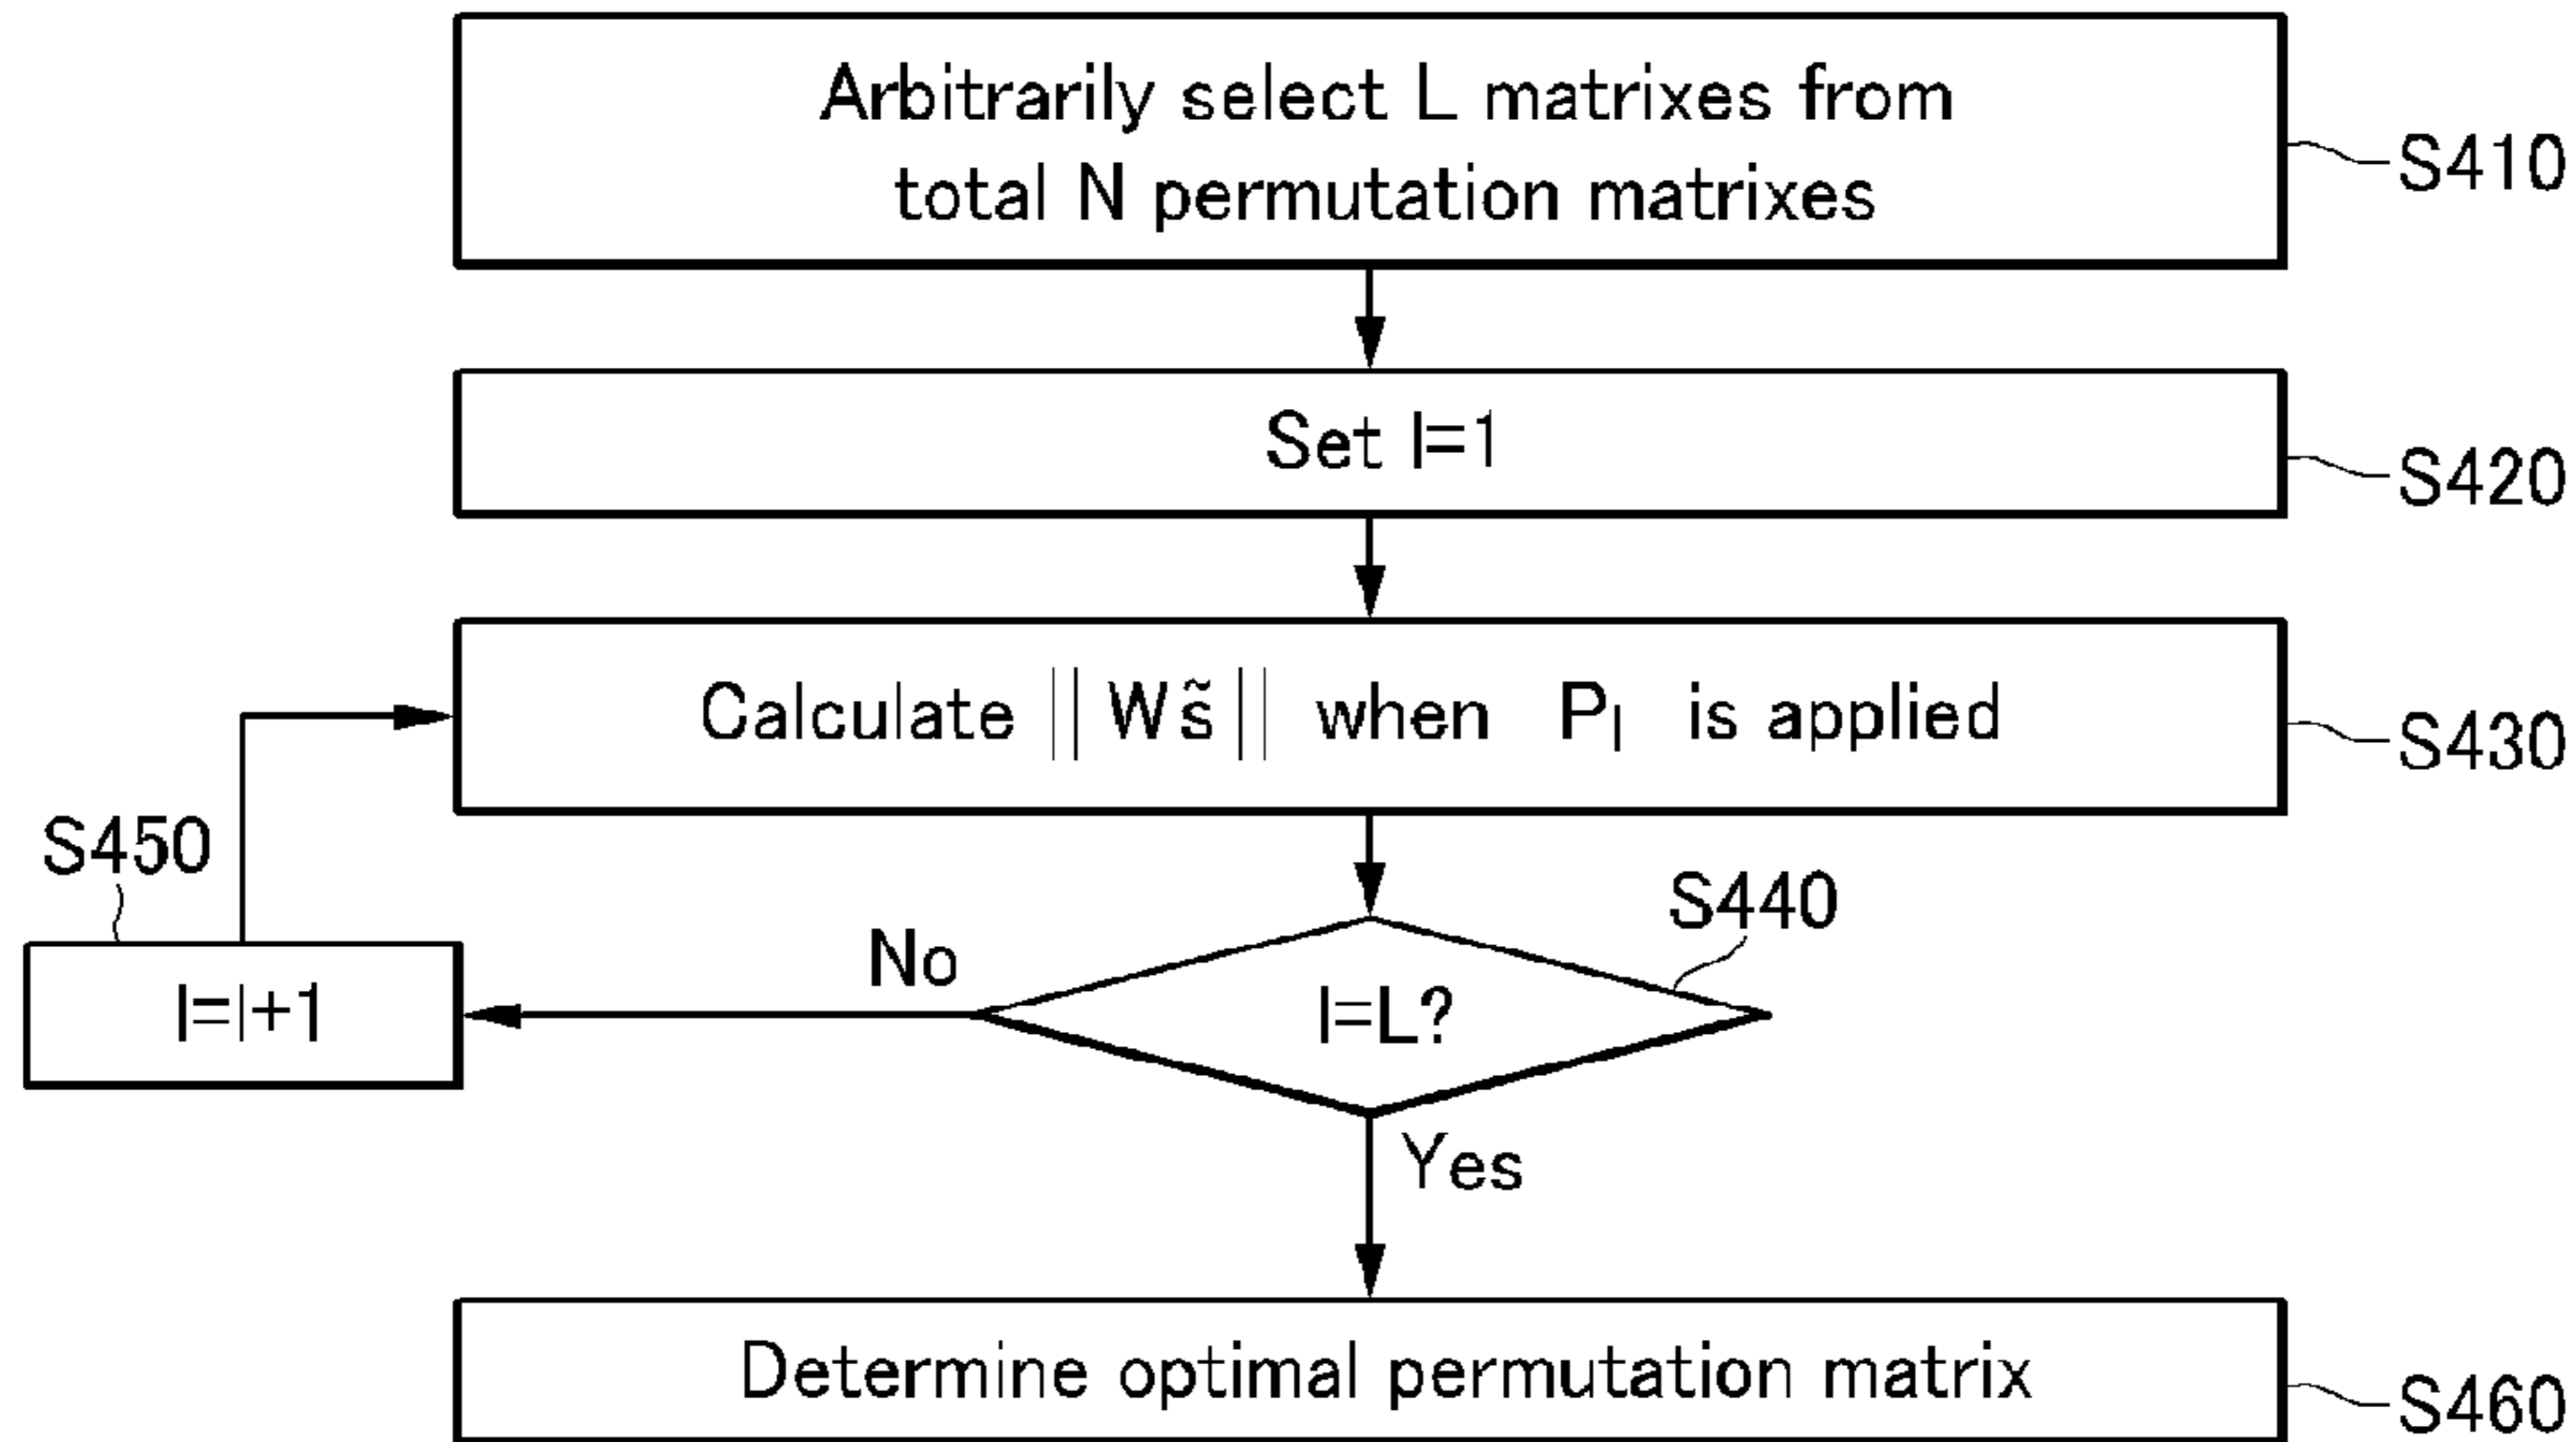 Arbitrarily select L matrixes from
total N permutation matrixes
S410
Set l=1
S420
Calculate || Ws̃ || when Pl is applied
S430
S450
l=l+1
No
S440
l=L?
Yes
Determine optimal permutation matrix
S460